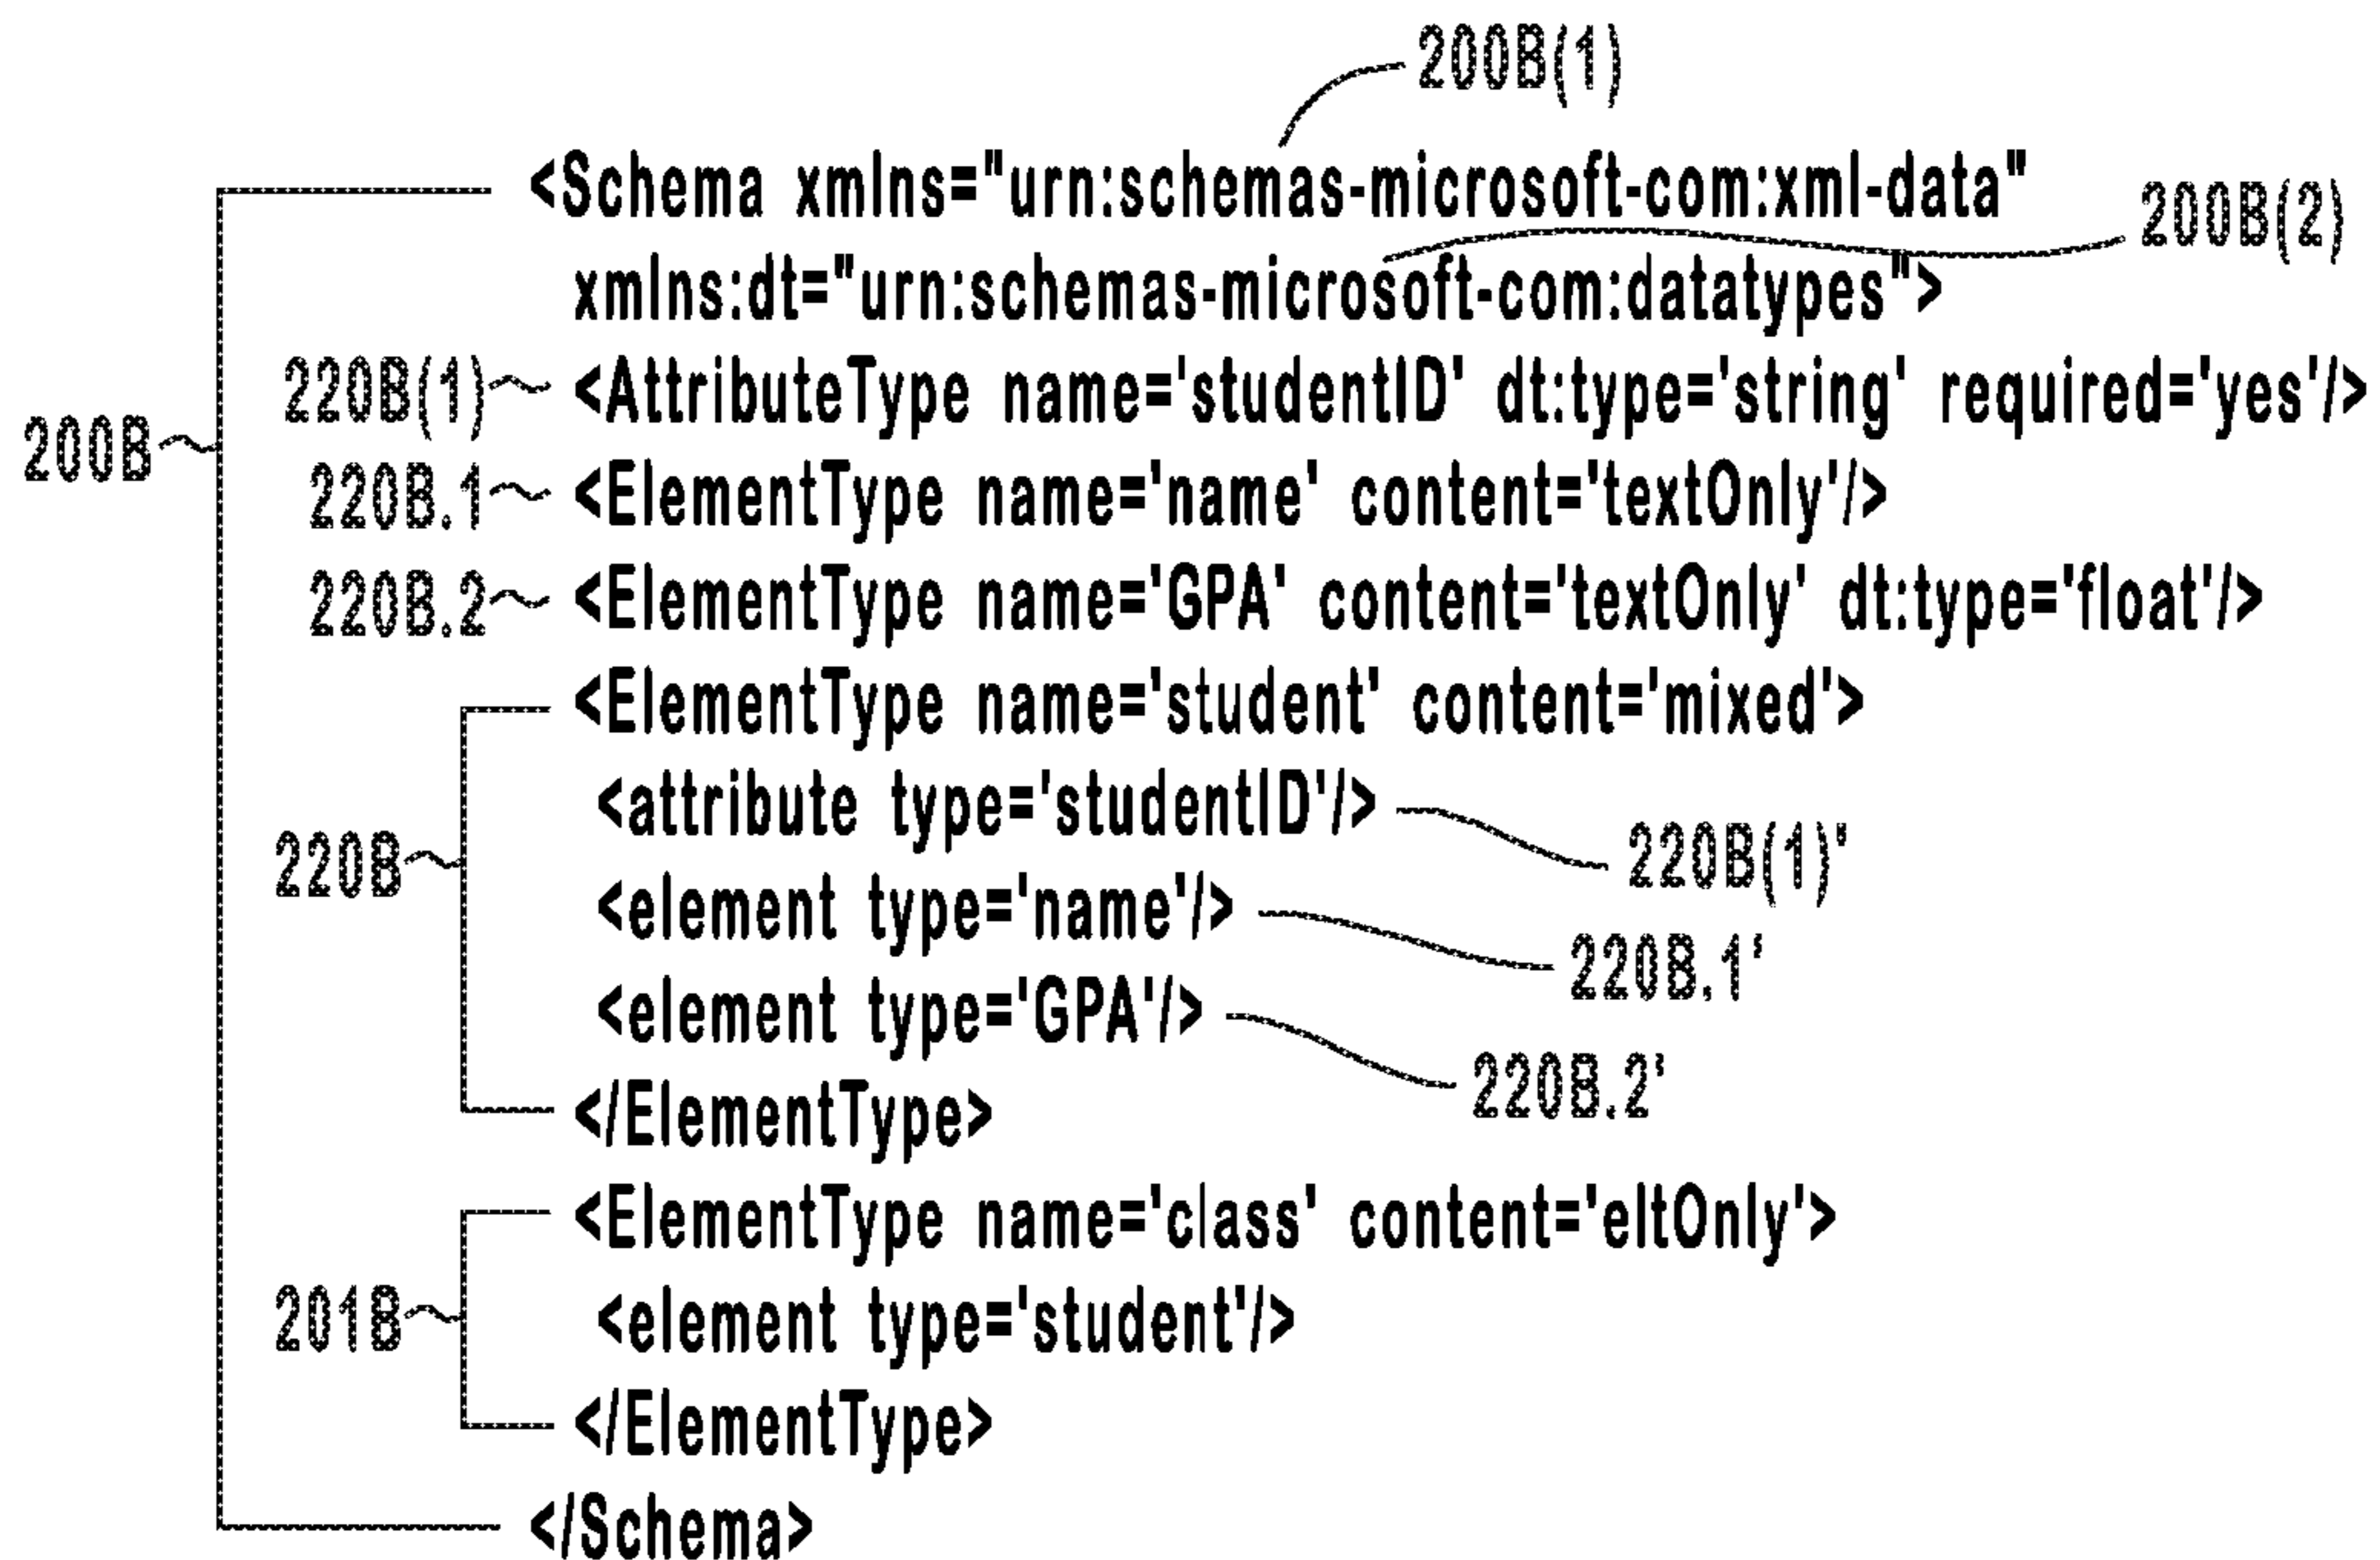 200B(1)
<Schema xmlns="urn:schemas-microsoft-com:xml-data"
200B(2)
xmlns:dt="urn:schemas-microsoft-com:datatypes">
220B(1) <AttributeType name='studentID' dt:type='string' required='yes'/>
200B
220B.1 <ElementType name='name' content='textOnly'/>
220B.2 <ElementType name='GPA' content='textOnly' dt:type='float'/>
<ElementType name='student' content='mixed'>
<attribute type='studentID'/>
220B 220B(1)'
<element type='name'/>
220B.1'
<element type='GPA'/>
220B.2'
</ElementType>
<ElementType name='class' content='eltOnly'>
201B <element type='student'/>
</ElementType>
</Schema>